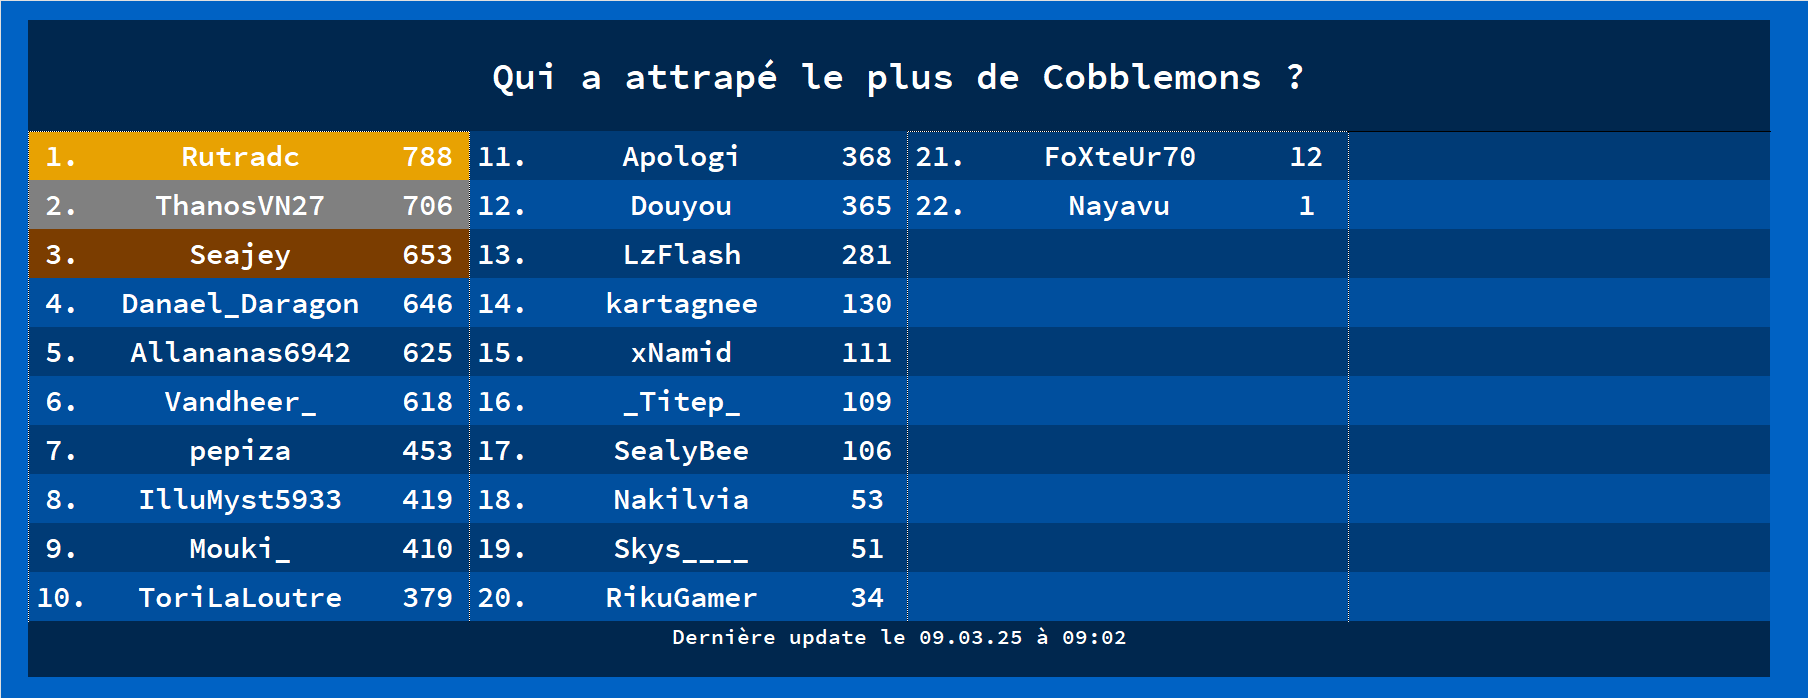 Qui a attrapé le plus de Cobblemons ?
1. Rutradc 788
2. ThanosVN27 706
3. Seajey 653
4. Danael_Daragon 646
5. Allananas6942 625
6. Vandheer_ 618
7. pepiza 453
8. IlluMyst5933 419
9. Mouki_ 410
10. ToriLaLoutre 379
11. Apologi 368
12. Douyou 365
13. LzFlash 281
14. kartagnee 130
15. xNamid 111
16. _Titep_ 109
17. SealyBee 106
18. Nakilvia 53
19. Skys____ 51
20. RikuGamer 34
21. FoXteUr70 12
22. Nayavu 1
Dernière update le 09.03.25 à 09:02